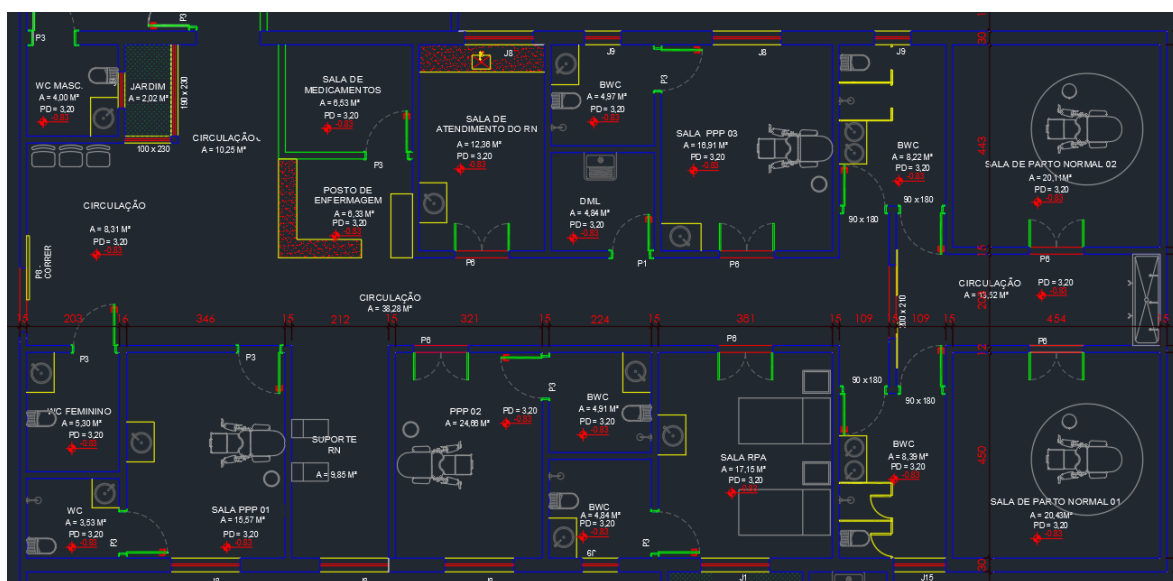 P3
P3
J8
J9
J8
J9
30
WC MASC.
A = 4,00 M²
PD = 3,20
-0.83
JARDIM
A = 2,02 M²
190 x 230
100 x 230
CIRCULAÇÃO
A = 10,25 M²
SALA DE
MEDICAMENTOS
A = 6,53 M²
PD = 3,20
-0.83
P3
SALA DE
ATENDIMENTO DO RN
A = 12,36 M²
PD = 3,20
-0.83
BWC
A = 4,97 M²
PD = 3,20
-0.83
P3
SALA PPP 03
A = 16,91 M²
PD = 3,20
-0.83
BWC
A = 8,22 M²
PD = 3,20
-0.83
443
SALA DE PARTO NORMAL 02
A = 20,11M²
PD = 3,20
-0.83
CIRCULAÇÃO
A = 8,31 M²
PD = 3,20
-0.83
P8 -
CORRER
POSTO DE
ENFERMAGEM
A = 6,33 M²
PD = 3,20
-0.83
DML
A = 4,84 M²
PD = 3,20
-0.83
90 x 180
90 x 180
P6
P1
P6
P6
15
CIRCULAÇÃO
A = 13,52 M²
PD = 3,20
-0.83
CIRCULAÇÃO
A = 38,28 M²
200 x 210
15
203
15
346
15
212
15
321
15
224
15
381
15
109
15
109
15
454
15
P3
P3
P6
P3
P6
P6
12
90 x 180
90 x 180
WC FEMININO
A = 5,30 M²
PD = 3,20
-0.83
PPP 02
A = 24,66 M²
PD = 3,20
-0.83
BWC
A = 4,91 M²
PD = 3,20
-0.83
SUPORTE
RN
A = 9,85 M²
SALA RPA
A = 17,15 M²
PD = 3,20
-0.83
BWC
A = 8,39 M²
PD = 3,20
-0.83
450
WC
A = 3,53 M²
PD = 3,20
-0.83
P3
SALA PPP 01
A = 15,57 M²
PD = 3,20
-0.83
BWC
A = 4,84 M²
PD = 3,20
-0.83
P3
SALA DE PARTO NORMAL 01
A = 20,43M²
PD = 3,20
-0.83
J9
J1
J15
30